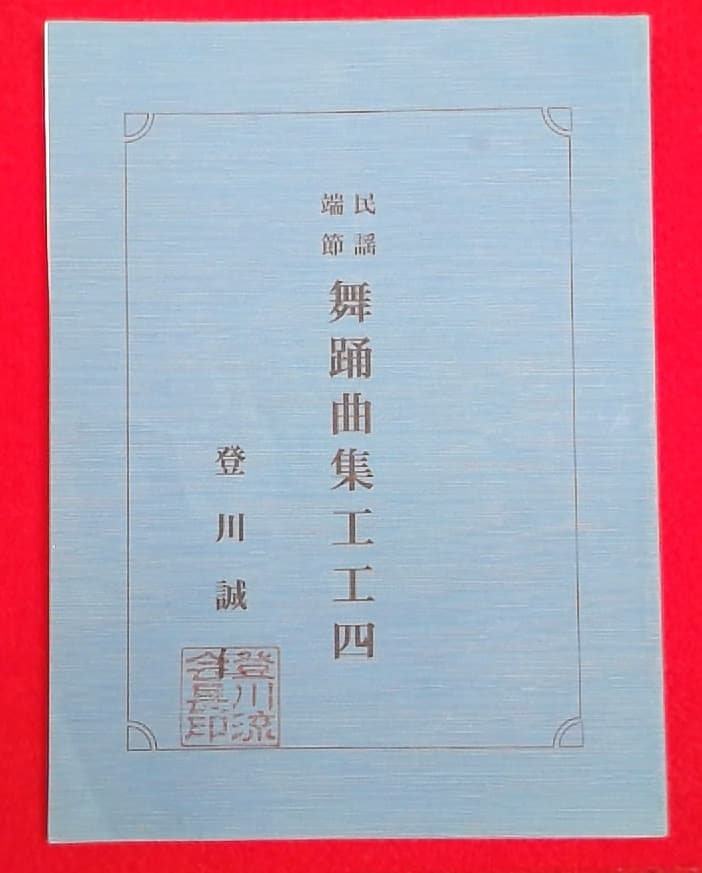 民謡
端節
舞踊曲集工工四
登川誠
登川流
会長印